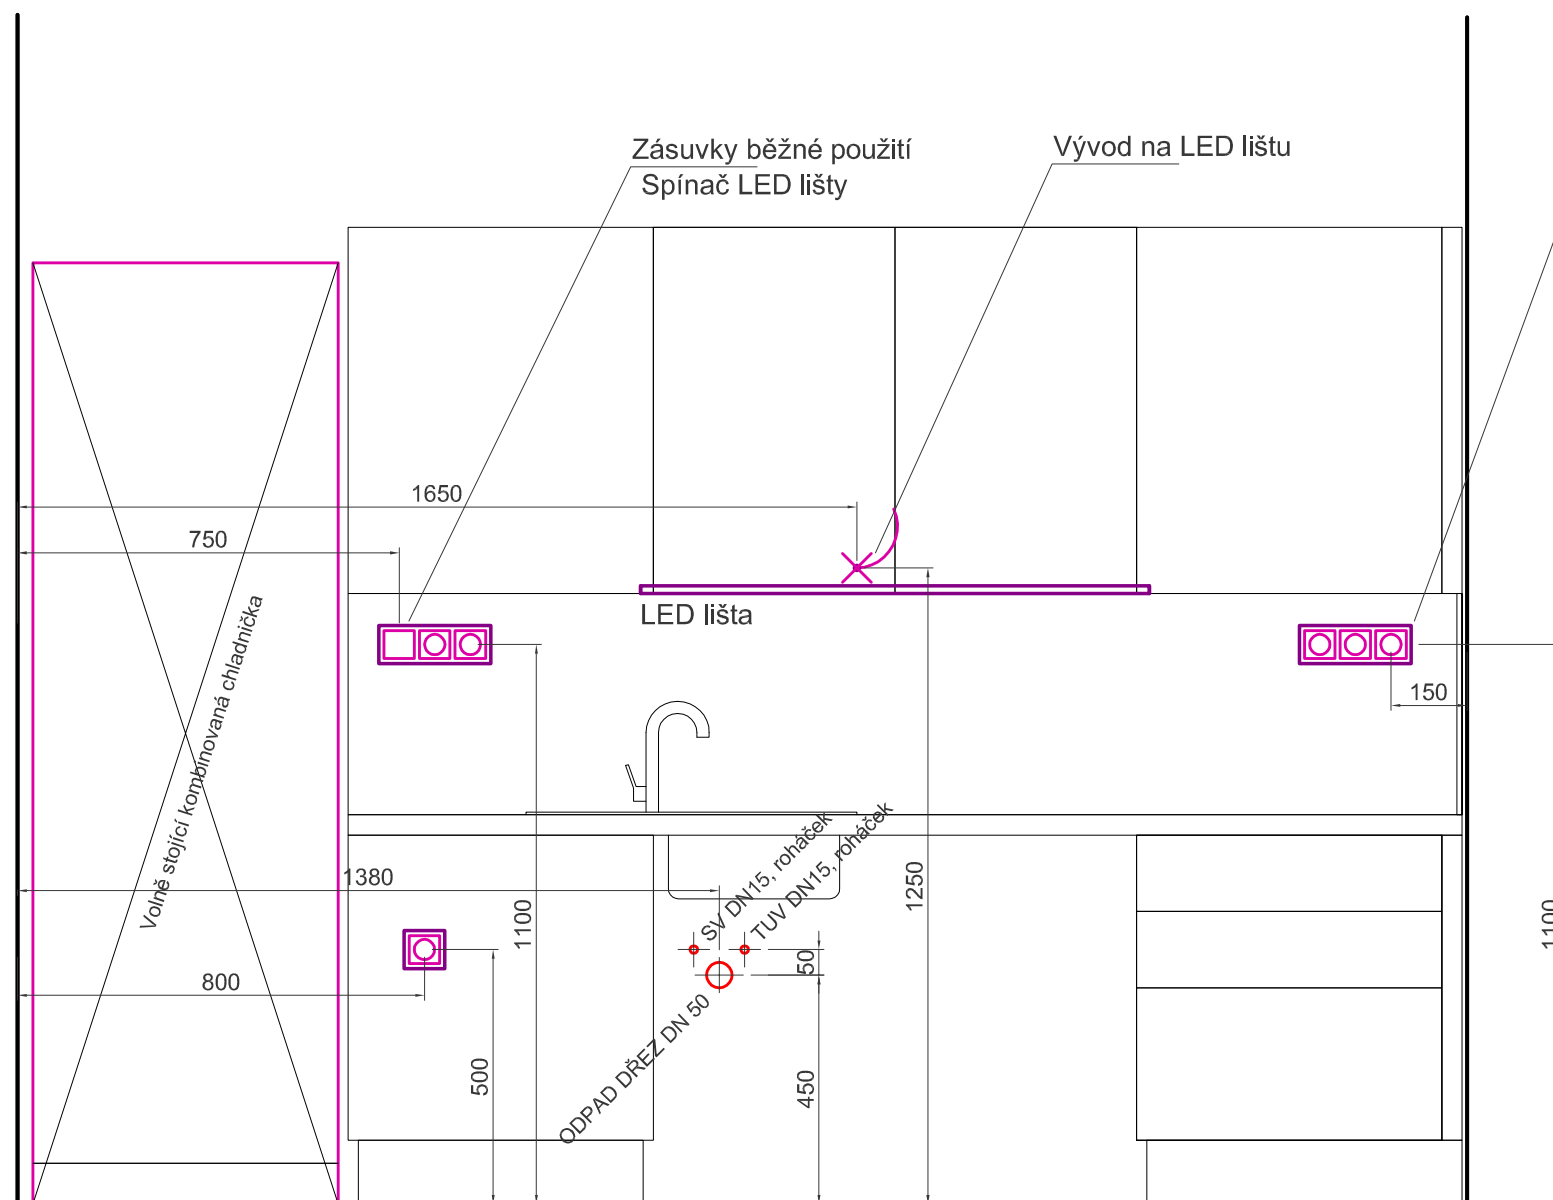 Zásuvky běžné použití
Spínač LED lišty
Vývod na LED lištu
1650
750
LED lišta
150
Volně stojící kombinovaná chladnička
SV DN15, roháček
TUV DN15, roháček
1380
1100
1250
1100
50
800
ODPAD DŘEZ DN 50
500
450